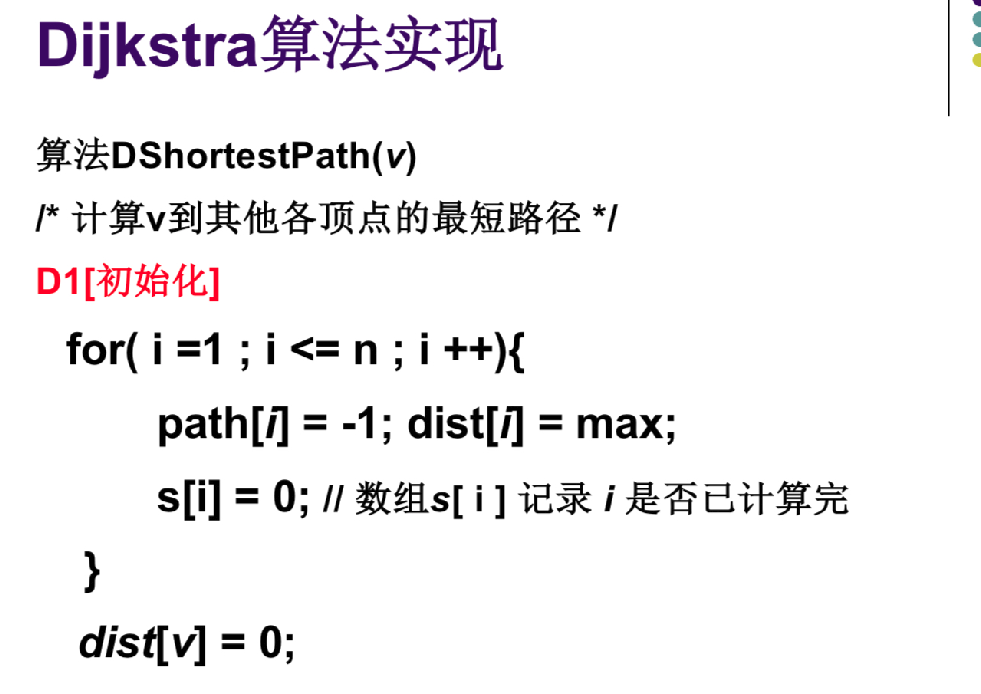 Dijkstra算法实现
算法DShortestPath(v)
/* 计算v到其他各顶点的最短路径 */
D1[初始化]
for( i =1 ; i <= n ; i ++){
path[i] = -1; dist[i] = max;
s[i] = 0; // 数组s[ i ] 记录 i 是否已计算完
}
dist[v] = 0;